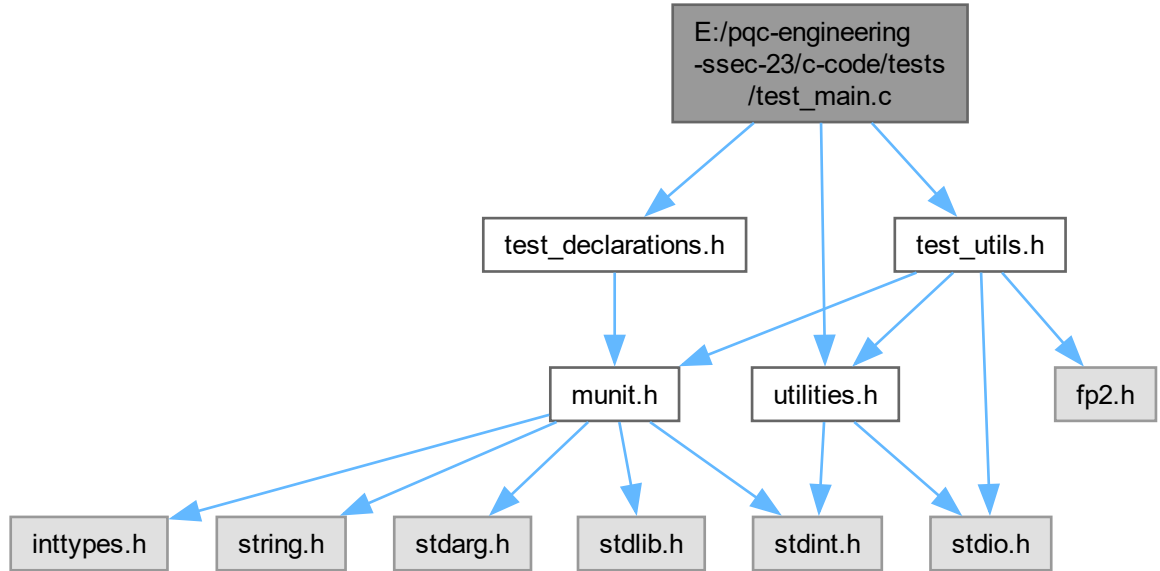 E:/pqc-engineering
-ssec-23/c-code/tests
/test_main.c
test_declarations.h
test_utils.h
munit.h
utilities.h
fp2.h
inttypes.h
string.h
stdarg.h
stdlib.h
stdint.h
stdio.h